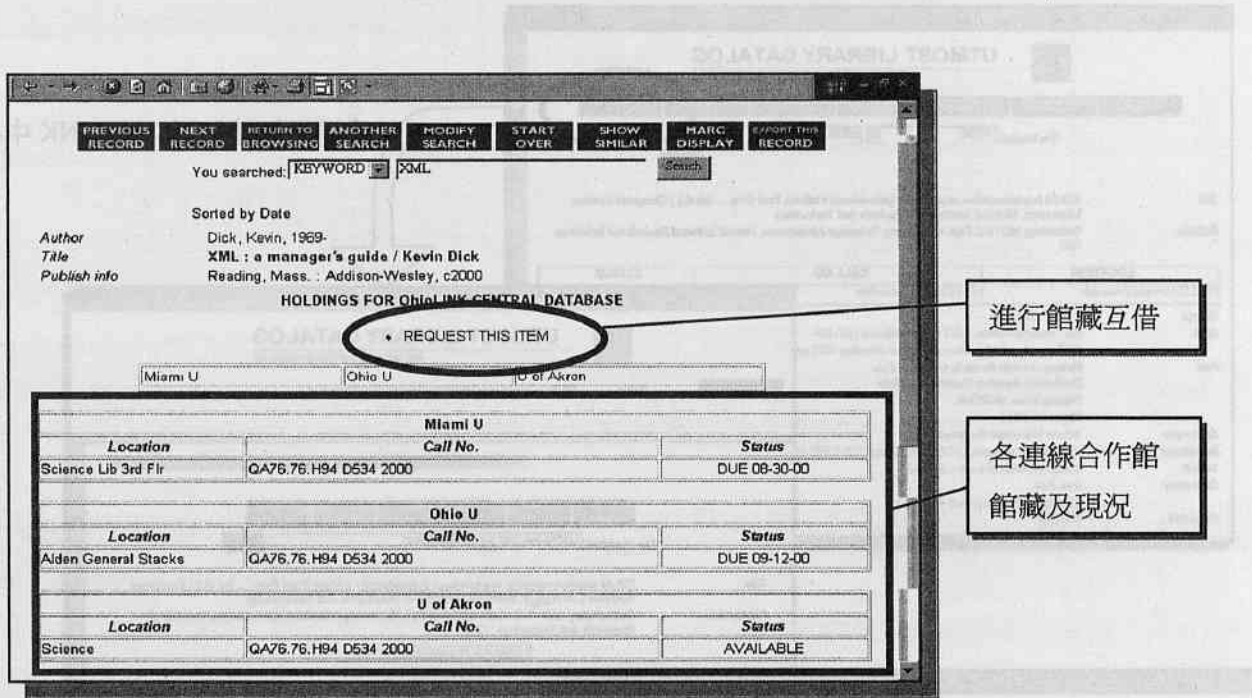 PREVIOUS RECORD NEXT RECORD RETURN TO BROWSING ANOTHER SEARCH MODIFY SEARCH START OVER SHOW SIMILAR MARC DISPLAY EXPORT THIS RECORD
You searched: KEYWORD XML Search
Sorted by Date
Author Dick, Kevin, 1969-
Title XML : a manager's guide / Kevin Dick
Publish info Reading, Mass. : Addison-Wesley, c2000
HOLDINGS FOR OhioLINK CENTRAL DATABASE
• REQUEST THIS ITEM
進行館藏互借
Miami U Ohio U U of Akron
Miami U
Location Call No. Status
Science Lib 3rd Flr QA76.76.H94 D534 2000 DUE 08-30-00
各連線合作館
館藏及現況
Ohio U
Location Call No. Status
Alden General Stacks QA76.76.H94 D534 2000 DUE 09-12-00
U of Akron
Location Call No. Status
Science QA76.76.H94 D534 2000 AVAILABLE